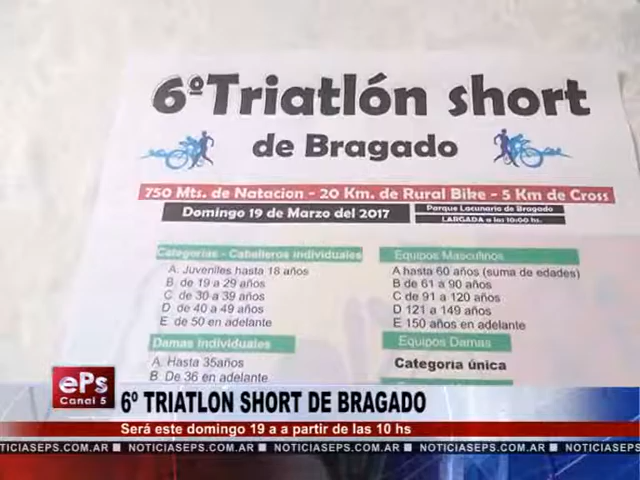 6º Triatlón short
de Bragado
750 Mts. de Natacion - 20 Km. de Rural Bike - 5 Km de Cross
Domingo 19 de Marzo del 2017
Parque Lacunario de Bragado
LARGADA a las 10:00 hs.
Categorías - Caballeros individuales
A. Juveniles hasta 18 años
B de 19 a 29 años
C de 30 a 39 años
D de 40 a 49 años
E de 50 en adelante
Damas individuales
A. Hasta 35años
B. De 36 en adelante
Equipos Masculinos
A hasta 60 años (suma de edades)
B de 61 a 90 años
C de 91 a 120 años
D 121 a 149 años
E 150 años en adelante
Equipos Damas
Categoria única
ePs
Canal 5
6º TRIATLON SHORT DE BRAGADO
Será este domingo 19 a a partir de las 10 hs
NOTICIASEPS.COM.AR NOTICIASEPS.COM.AR NOTICIASEPS.COM.AR NOTICIASEPS.COM.AR NOTICIASEPS.COM.AR